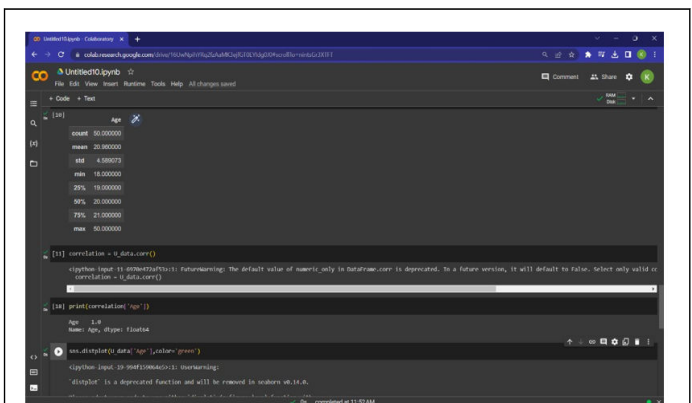 Untitled10.ipynb - Colaboratory
colab.research.google.com
Untitled10.ipynb
File Edit View Insert Runtime Tools Help All changes saved
Comment Share K
+ Code + Text
RAM
Disk
[10]
Age
count 50.000000
mean 20.960000
std 4.589073
min 18.000000
25% 19.000000
50% 20.000000
75% 21.000000
max 50.000000
[11] correlation = U_data.corr()
<ipython-input-11-0970e472af53>:1: FutureWarning: The default value of numeric_only in DataFrame.corr is deprecated. In a future version, it will default to False. Select only valid co
correlation = U_data.corr()
[18] print(correlation['Age'])
Age 1.0
Name: Age, dtype: float64
sns.distplot(U_data['Age'],color='green')
UserWarning:
`distplot` is a deprecated function and will be removed in seaborn v0.14.0.
completed at 11:57 AM